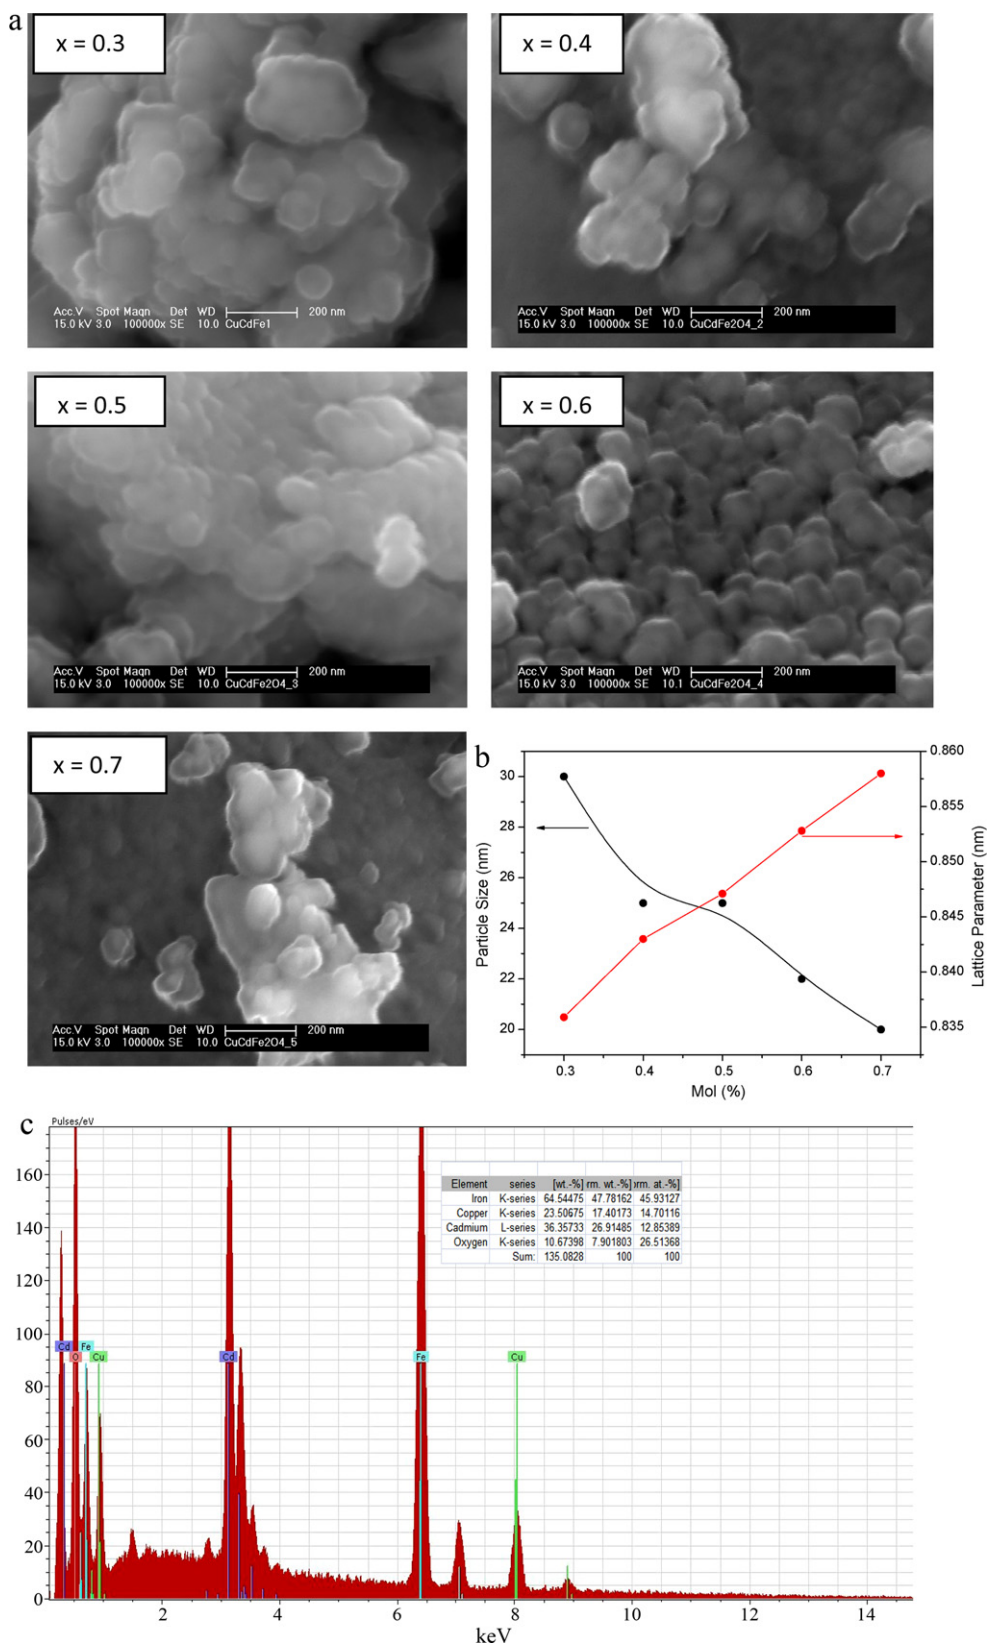 a
x = 0.3
Acc.V Spot Magn Det WD 200 nm
15.0 kV 3.0 100000x SE 10.0 CuCdFe1
x = 0.4
Acc.V Spot Magn Det WD 200 nm
15.0 kV 3.0 100000x SE 10.0 CuCdFe2O4_2
x = 0.5
Acc.V Spot Magn Det WD 200 nm
15.0 kV 3.0 100000x SE 10.0 CuCdFe2O4_3
x = 0.6
Acc.V Spot Magn Det WD 200 nm
15.0 kV 3.0 100000x SE 10.1 CuCdFe2O4_4
x = 0.7
Acc.V Spot Magn Det WD 200 nm
15.0 kV 3.0 100000x SE 10.0 CuCdFe2O4_5
b
Particle Size (nm)
30
28
26
24
22
20
0.860
0.855
0.850
0.845
0.840
0.835
Lattice Parameter (nm)
0.3 0.4 0.5 0.6 0.7
Mol (%)
c
Pulses/eV
160
140
120
100
80
60
40
20
0
Element series [wt.-%] rm. wt.-%] orm. at.-%]
Iron K-series 64.54475 47.78162 45.93127
Copper K-series 23.50675 17.40173 14.70116
Cadmium L-series 36.35733 26.91485 12.85389
Oxygen K-series 10.67398 7.901803 26.51368
Sum: 135.0828 100 100
Cd Fe
O Cu Cd Fe Cu
2 4 6 8 10 12 14
keV